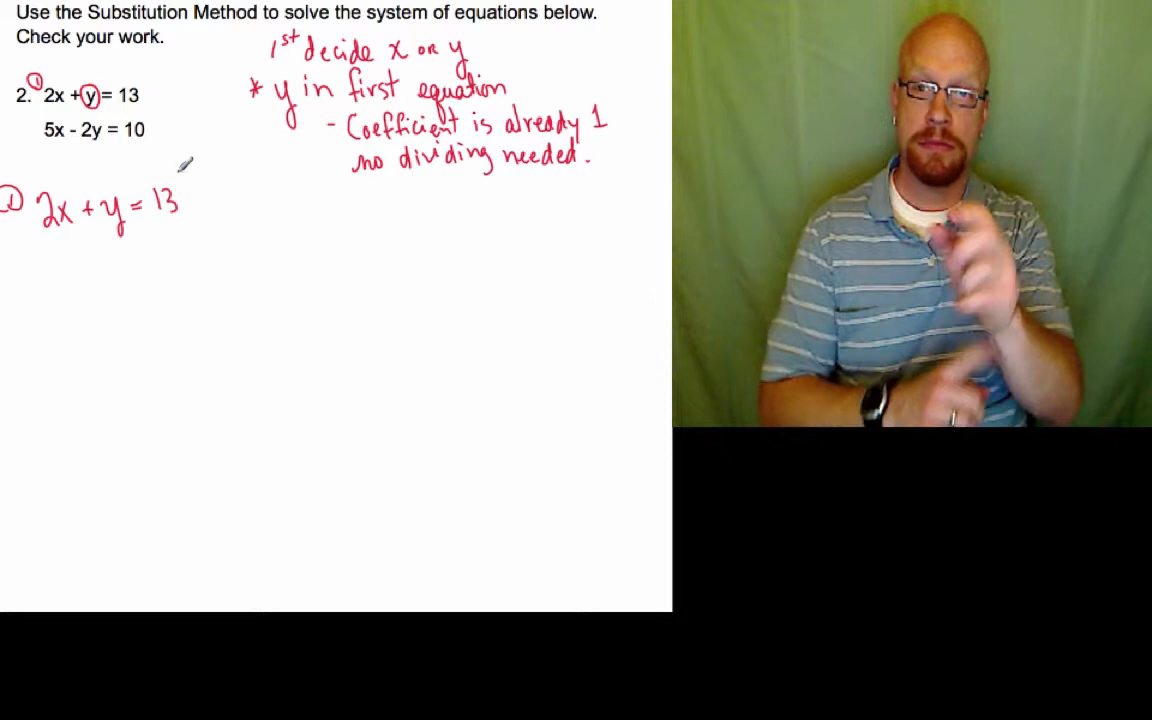 Use the Substitution Method to solve the system of equations below.
Check your work.
1st decide x or y
① 2. 2x + y = 13
* y in first equation
5x - 2y = 10
- Coefficient is already 1
no dividing needed.
① 2x + y = 13